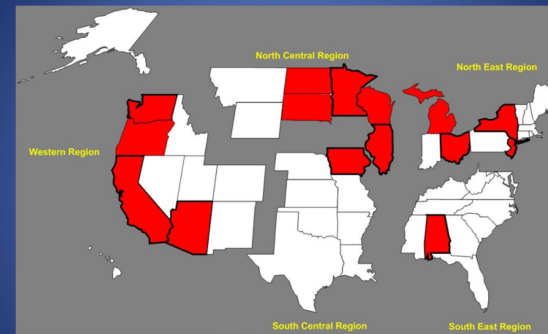 North Central Region
North East Region
Western Region
South Central Region
South East Region